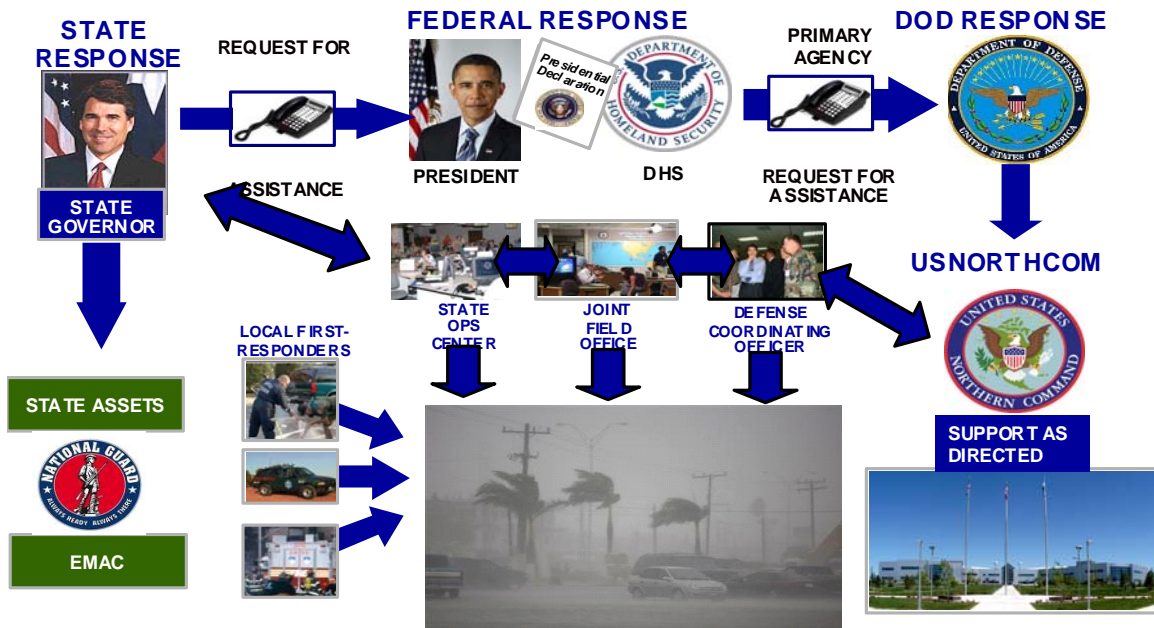 STATE
RESPONSE
FEDERAL RESPONSE
DOD RESPONSE
REQUEST FOR
PRIMARY
AGENCY
Presidential
Declaration
DEPARTMENT OF
HOMELAND SECURITY
DEPARTMENT OF DEFENSE
UNITED STATES OF AMERICA
STATE
GOVERNOR
ASSISTANCE
PRESIDENT
DHS
REQUEST FOR
ASSISTANCE
USNORTHCOM
STATE
OPS
CENTER
JOINT
FIELD
OFFICE
DEFENSE
COORDINATING
OFFICER
LOCAL FIRST-
RESPONDERS
UNITED STATES
NORTHERN COMMAND
STATE ASSETS
NATIONAL GUARD
ALWAYS READY ALWAYS THERE
EMAC
SUPPORT AS
DIRECTED